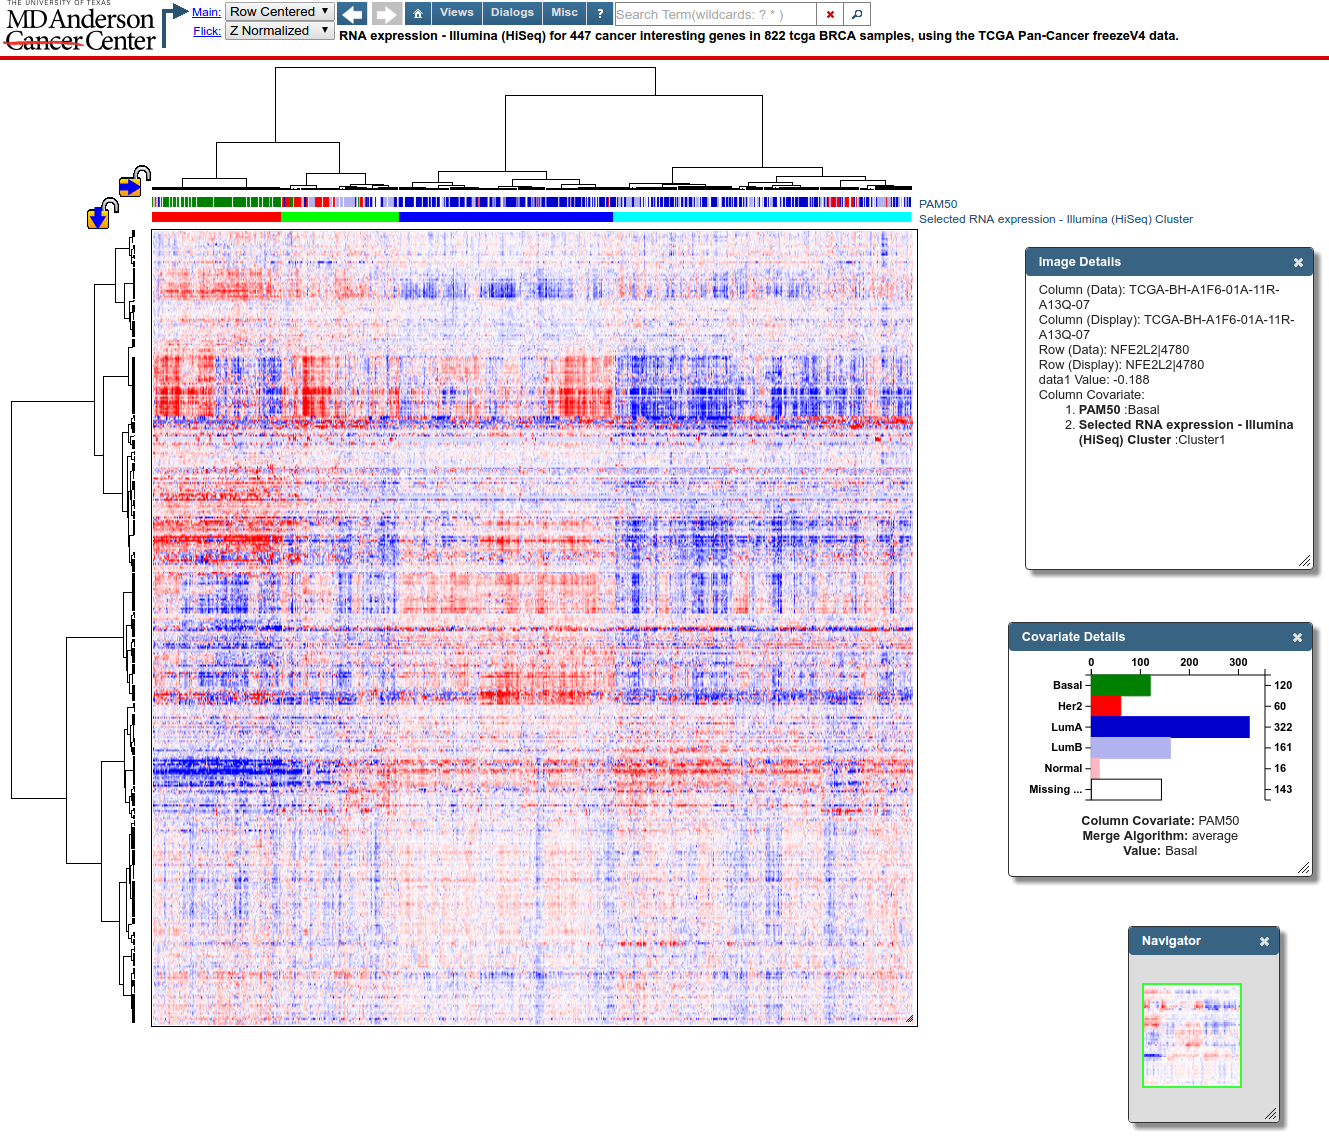 THE UNIVERSITY OF TEXAS
MD Anderson
Cancer Center
Main:
Row Centered
Flick:
Z Normalized
Views
Dialogs
Misc
?
Search Term(wildcards: ? * )
RNA expression - Illumina (HiSeq) for 447 cancer interesting genes in 822 tcga BRCA samples, using the TCGA Pan-Cancer freezeV4 data.
PAM50
Selected RNA expression - Illumina (HiSeq) Cluster
Image Details
Column (Data): TCGA-BH-A1F6-01A-11R-
A13Q-07
Column (Display): TCGA-BH-A1F6-01A-11R-
A13Q-07
Row (Data): NFE2L2|4780
Row (Display): NFE2L2|4780
data1 Value: -0.188
Column Covariate:
1. PAM50 :Basal
2. Selected RNA expression - Illumina
(HiSeq) Cluster :Cluster1
Covariate Details
0 100 200 300
Basal 120
Her2 60
LumA 322
LumB 161
Normal 16
Missing ... 143
Column Covariate: PAM50
Merge Algorithm: average
Value: Basal
Navigator